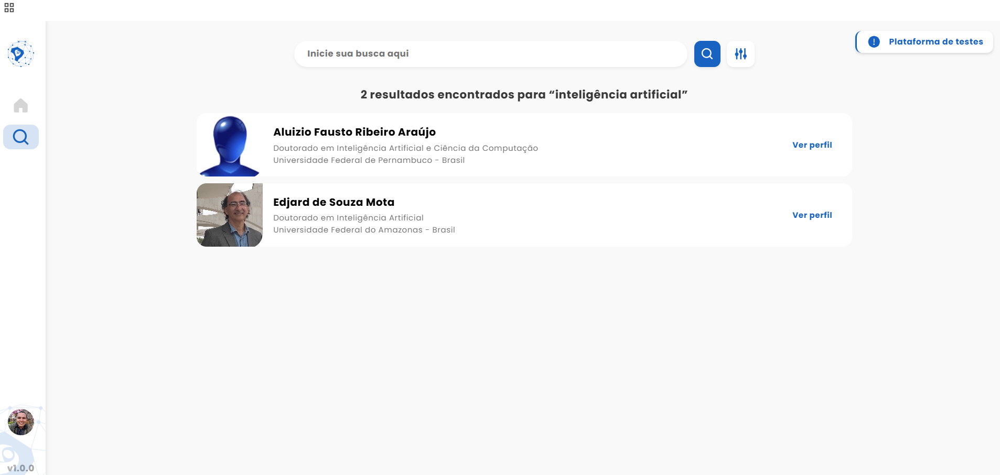 Inicie sua busca aqui
Plataforma de testes
2 resultados encontrados para “inteligência artificial”
Aluizio Fausto Ribeiro Araújo
Doutorado em Inteligência Artificial e Ciência da Computação
Universidade Federal de Pernambuco - Brasil
Ver perfil
Edjard de Souza Mota
Doutorado em Inteligência Artificial
Universidade Federal do Amazonas - Brasil
Ver perfil
v1.0.0